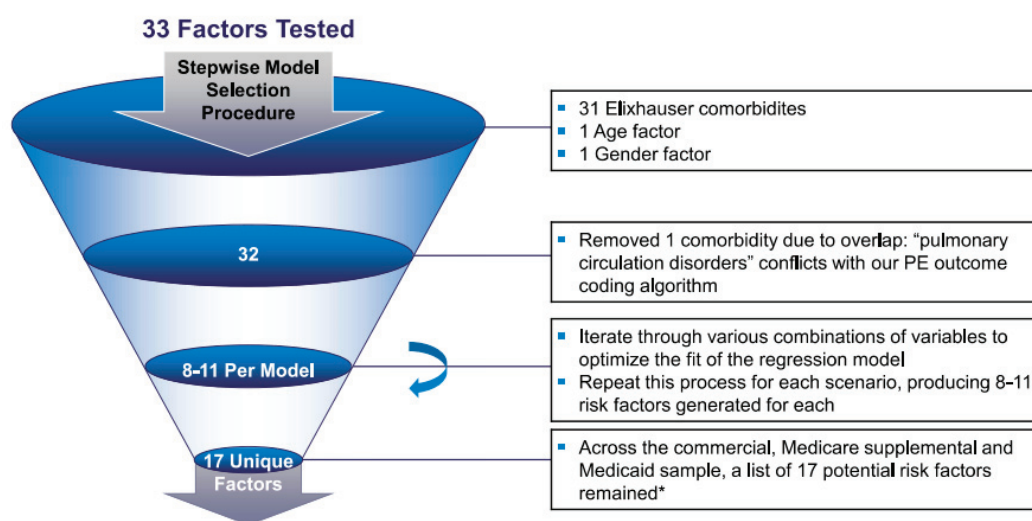 33 Factors Tested
Stepwise Model
Selection
Procedure
▪ 31 Elixhauser comorbidites
▪ 1 Age factor
▪ 1 Gender factor
32
▪ Removed 1 comorbidity due to overlap: “pulmonary
circulation disorders” conflicts with our PE outcome
coding algorithm
8–11 Per Model
▪ Iterate through various combinations of variables to
optimize the fit of the regression model
▪ Repeat this process for each scenario, producing 8–11
risk factors generated for each
17 Unique
Factors
▪ Across the commercial, Medicare supplemental and
Medicaid sample, a list of 17 potential risk factors
remained*